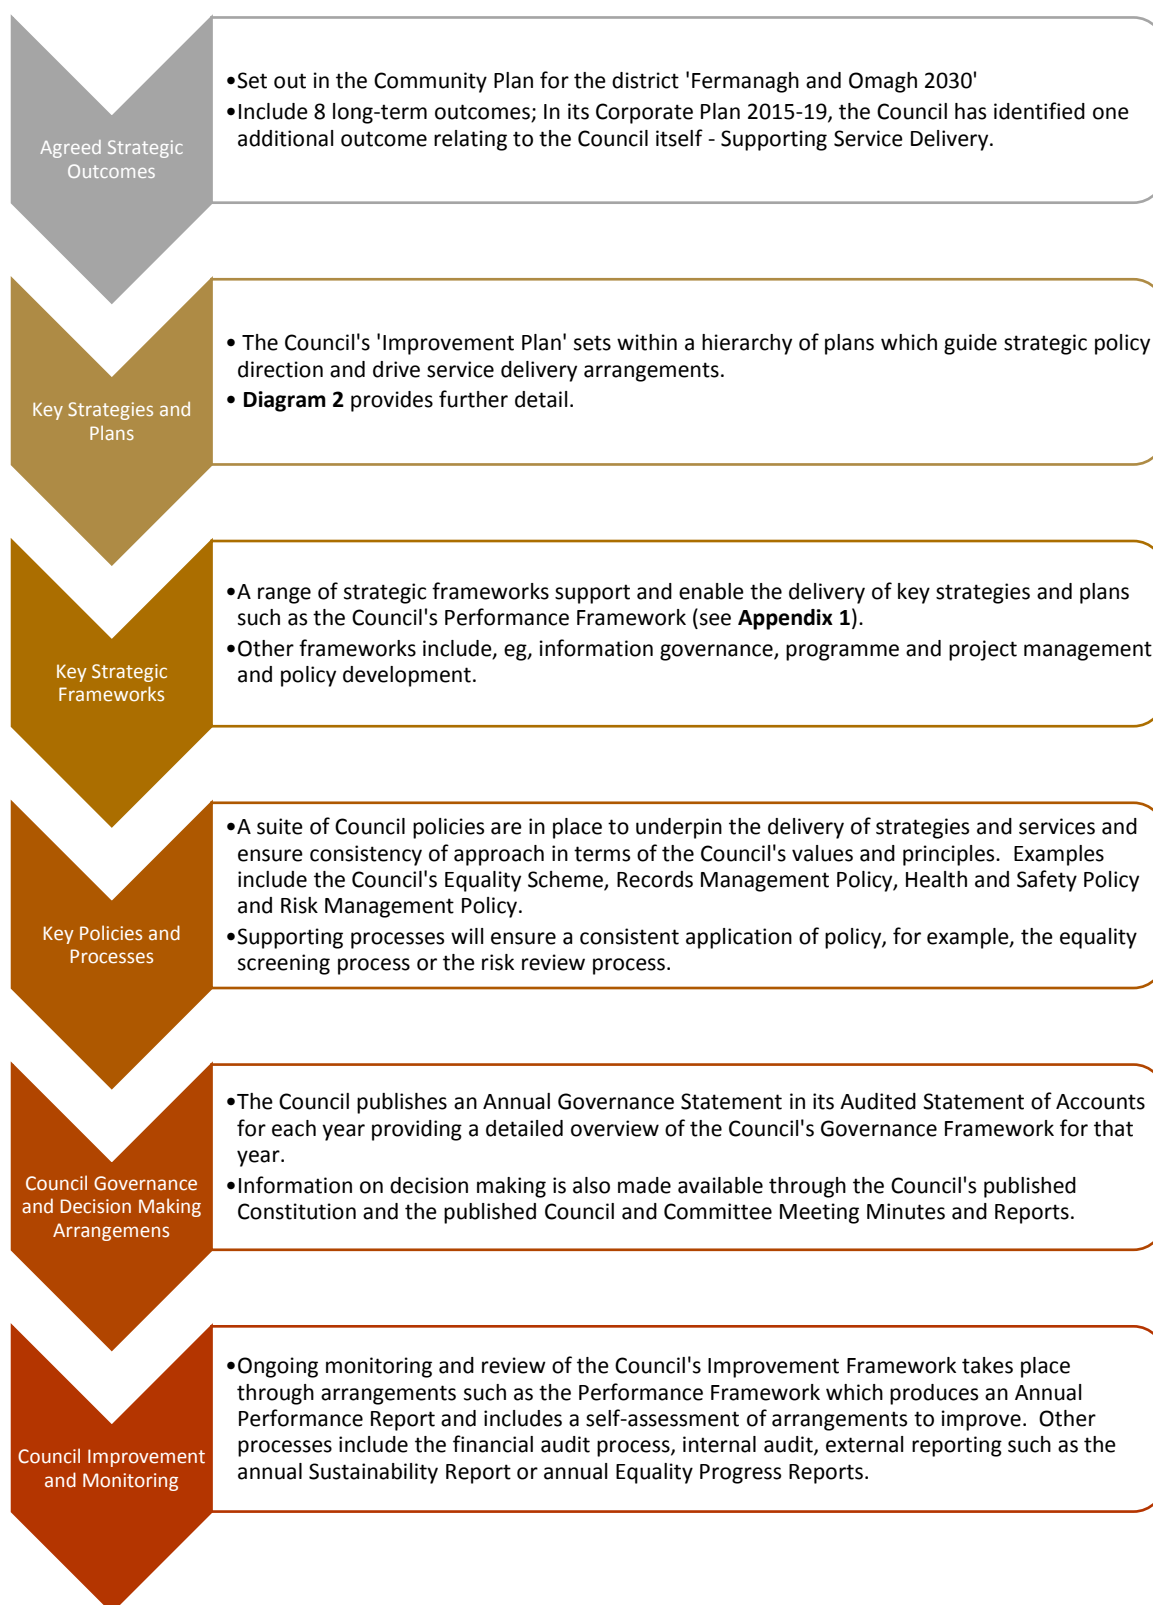 •Set out in the Community Plan for the district 'Fermanagh and Omagh 2030'
•Include 8 long-term outcomes; In its Corporate Plan 2015-19, the Council has identified one
additional outcome relating to the Council itself - Supporting Service Delivery.
Agreed Strategic
Outcomes
• The Council's 'Improvement Plan' sets within a hierarchy of plans which guide strategic policy
direction and drive service delivery arrangements.
• Diagram 2 provides further detail.
Key Strategies and
Plans
•A range of strategic frameworks support and enable the delivery of key strategies and plans
such as the Council's Performance Framework (see Appendix 1).
•Other frameworks include, eg, information governance, programme and project management
and policy development.
Key Strategic
Frameworks
•A suite of Council policies are in place to underpin the delivery of strategies and services and
ensure consistency of approach in terms of the Council's values and principles.  Examples
include the Council's Equality Scheme, Records Management Policy, Health and Safety Policy
and Risk Management Policy.
•Supporting processes will ensure a consistent application of policy, for example, the equality
screening process or the risk review process.
Key Policies and
Processes
•The Council publishes an Annual Governance Statement in its Audited Statement of Accounts
for each year providing a detailed overview of the Council's Governance Framework for that
year.
•Information on decision making is also made available through the Council's published
Constitution and the published Council and Committee Meeting Minutes and Reports.
Council Governance
and Decision Making
Arrangemens
•Ongoing monitoring and review of the Council's Improvement Framework takes place
through arrangements such as the Performance Framework which produces an Annual
Performance Report and includes a self-assessment of arrangements to improve.  Other
processes include the financial audit process, internal audit, external reporting such as the
annual Sustainability Report or annual Equality Progress Reports.
Council Improvement
and Monitoring